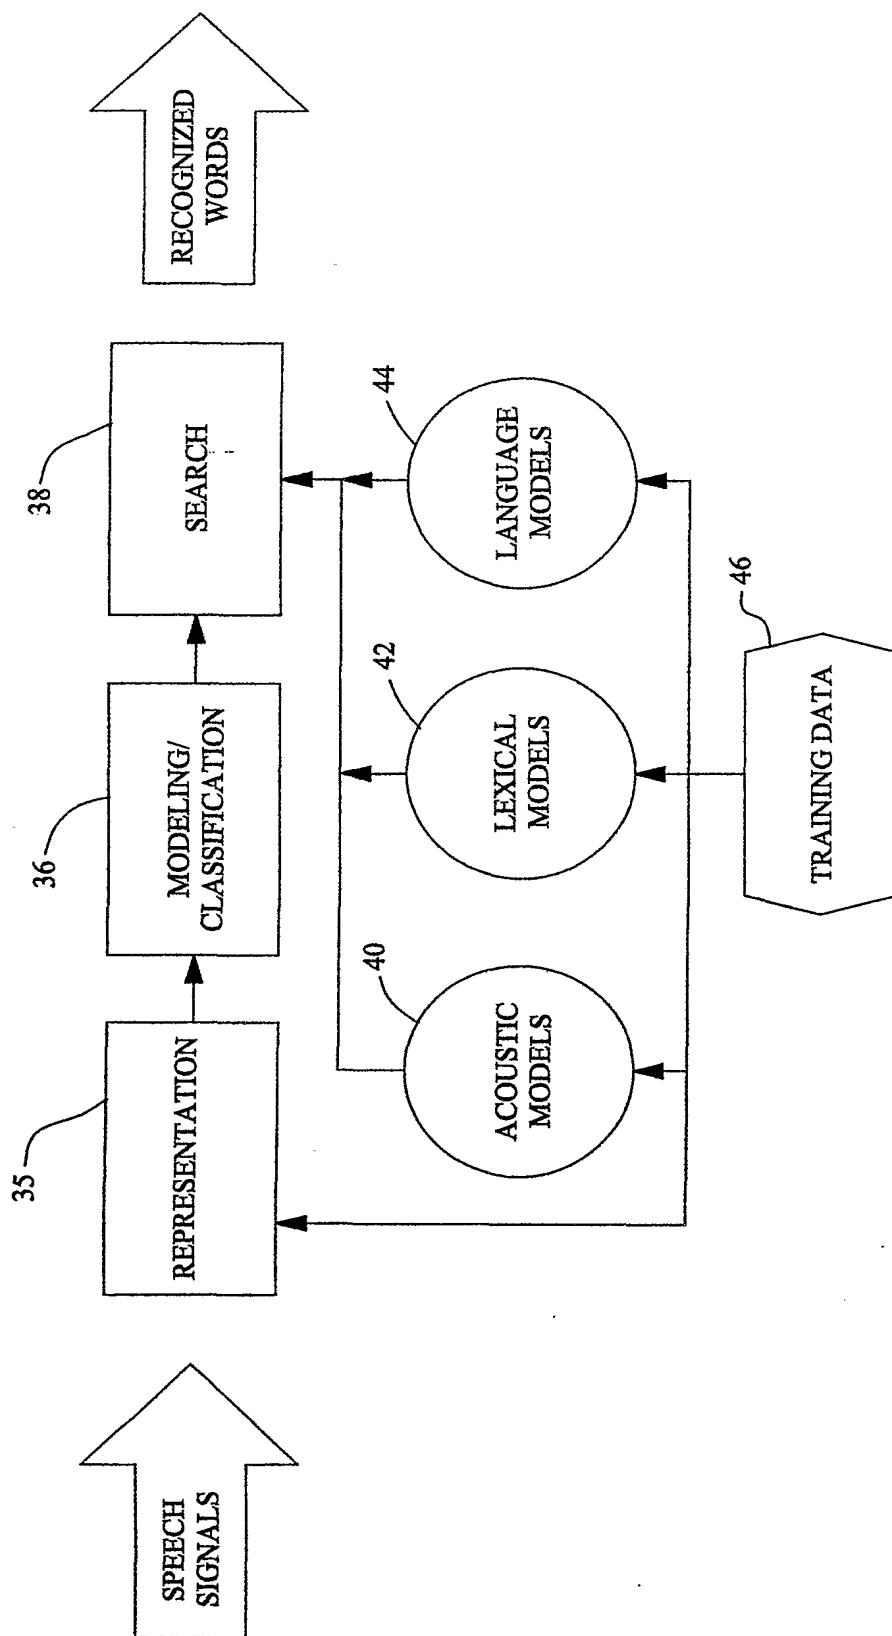 SPEECH
SIGNALS
35
REPRESENTATION
36
MODELING/
CLASSIFICATION
38
SEARCH
RECOGNIZED
WORDS
40
ACOUSTIC
MODELS
42
LEXICAL
MODELS
44
LANGUAGE
MODELS
46
TRAINING DATA